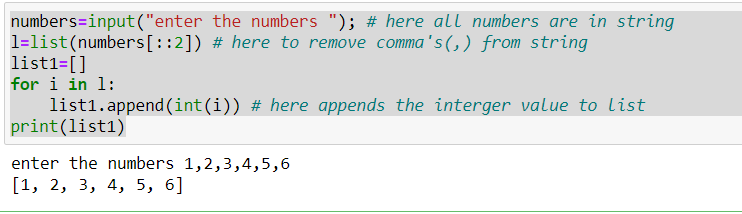 numbers=input("enter the numbers "); # here all numbers are in string
l=list(numbers[::2]) # here to remove comma's(,) from string
list1=[]
for i in l:
    list1.append(int(i)) # here appends the interger value to list
print(list1)
enter the numbers 1,2,3,4,5,6
[1, 2, 3, 4, 5, 6]